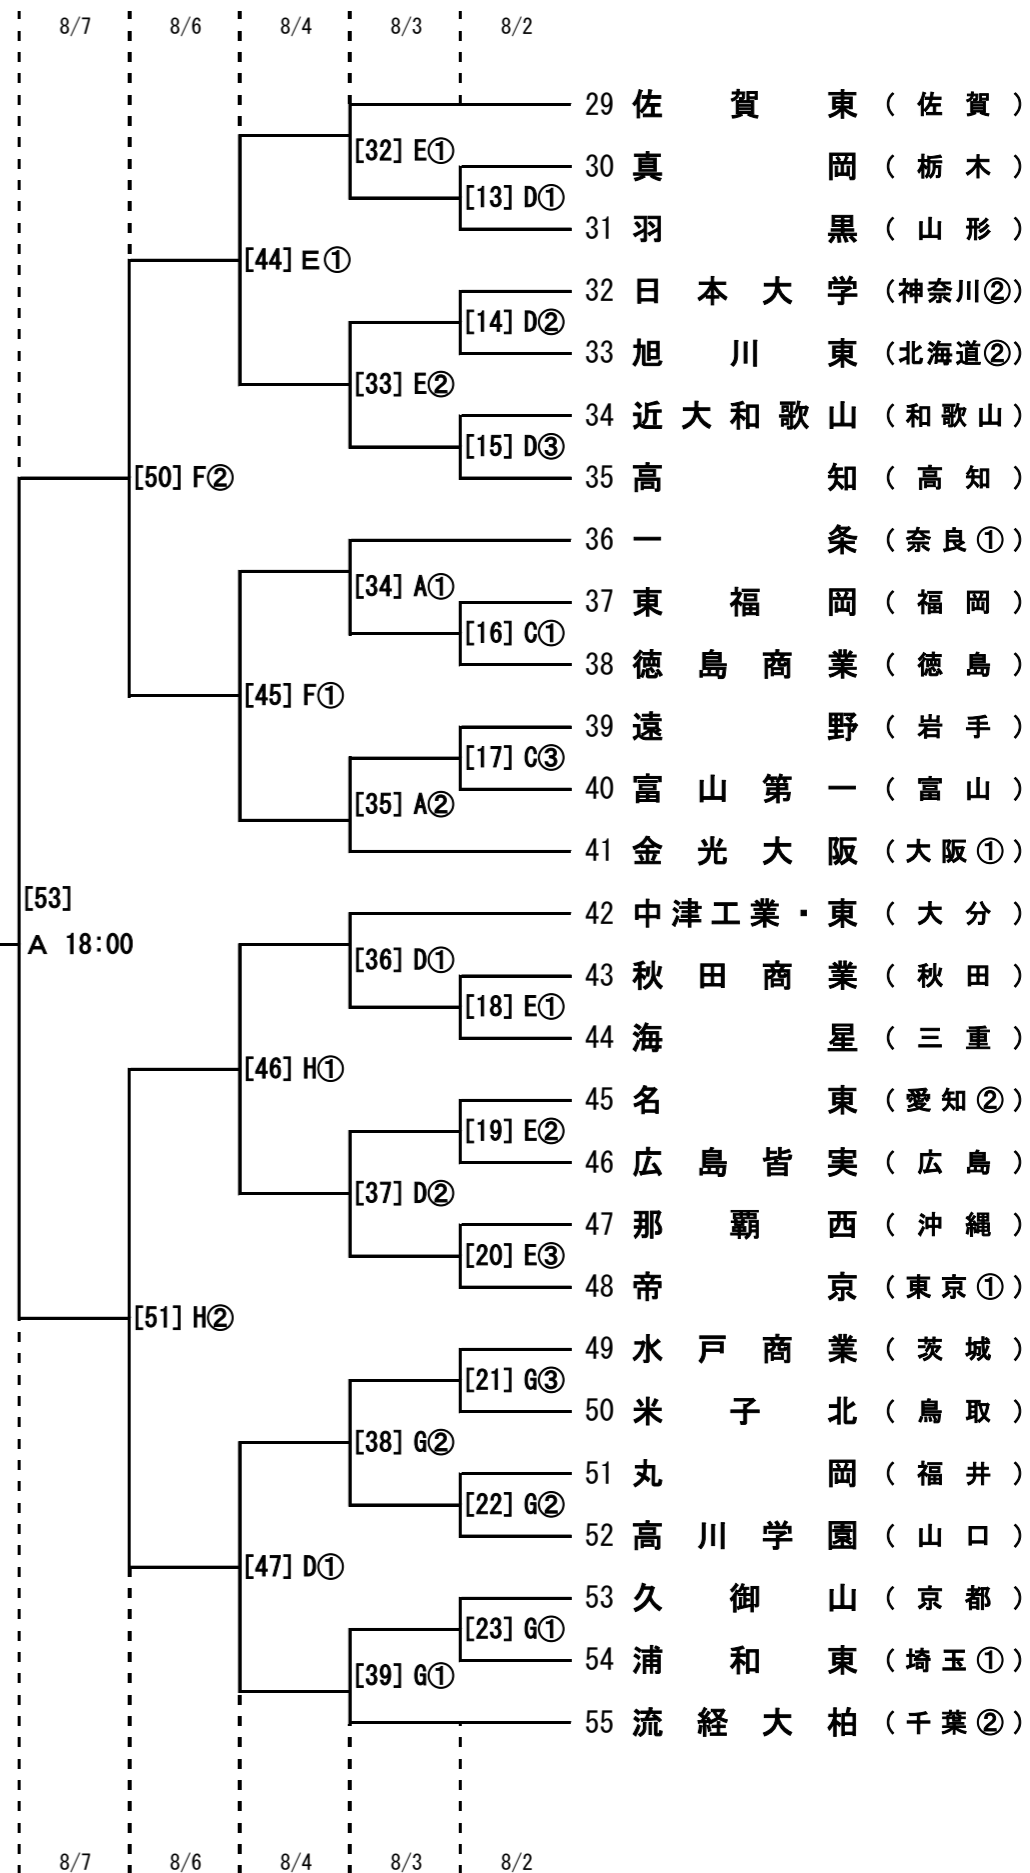 8/7 8/6 8/4 8/3 8/2
29 佐賀東 (佐賀)
[32] E①
30 真岡 (栃木)
[13] D①
31 羽黒 (山形)
[44] E①
32 日本大学 (神奈川②)
[14] D②
33 旭川東 (北海道②)
[33] E②
34 近大和歌山 (和歌山)
[15] D③
35 高知 (高知)
[50] F②
36 一条 (奈良①)
[34] A①
37 東福岡 (福岡)
[16] C①
38 徳島商業 (徳島)
[45] F①
39 遠野 (岩手)
[17] C③
40 富山第一 (富山)
[35] A②
41 金光大阪 (大阪①)
[53]
42 中津工業・東 (大分)
A 18:00
[36] D①
43 秋田商業 (秋田)
[18] E①
44 海星 (三重)
[46] H①
45 名東 (愛知②)
[19] E②
46 広島皆実 (広島)
[37] D②
47 那覇西 (沖縄)
[20] E③
48 帝京 (東京①)
[51] H②
49 水戸商業 (茨城)
[21] G③
50 米子北 (鳥取)
[38] G②
51 丸岡 (福井)
[22] G②
52 高川学園 (山口)
[47] D①
53 久御山 (京都)
[23] G①
54 浦和東 (埼玉①)
[39] G①
55 流経大柏 (千葉②)
8/7 8/6 8/4 8/3 8/2